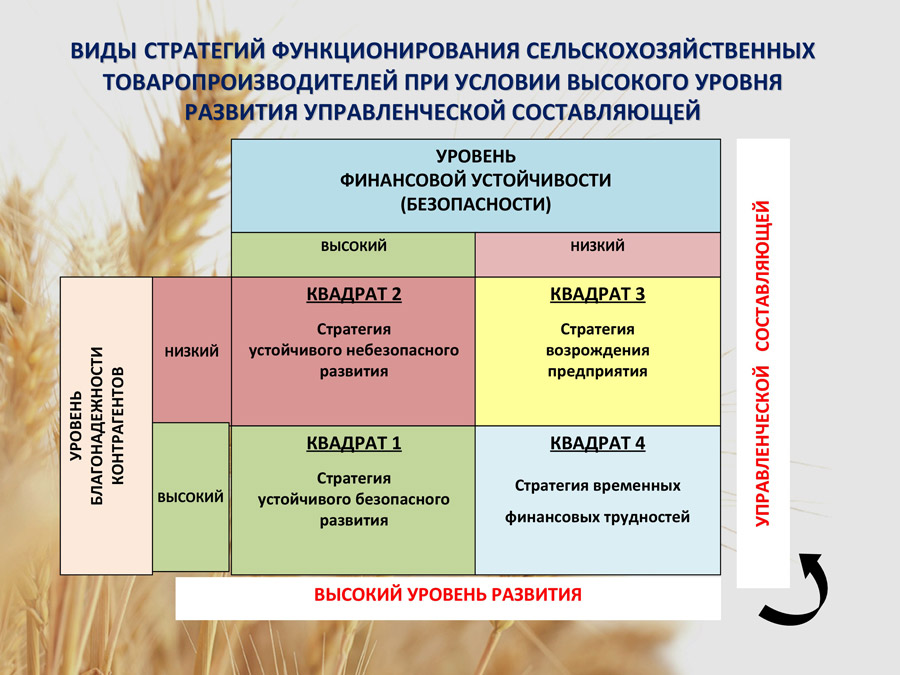 ВИДЫ СТРАТЕГИЙ ФУНКЦИОНИРОВАНИЯ СЕЛЬСКОХОЗЯЙСТВЕННЫХ
ТОВАРОПРОИЗВОДИТЕЛЕЙ ПРИ УСЛОВИИ ВЫСОКОГО УРОВНЯ
РАЗВИТИЯ УПРАВЛЕНЧЕСКОЙ СОСТАВЛЯЮЩЕЙ
УРОВЕНЬ
ФИНАНСОВОЙ УСТОЙЧИВОСТИ
(БЕЗОПАСНОСТИ)
ВЫСОКИЙ
НИЗКИЙ
УРОВЕНЬ
БЛАГОНАДЕЖНОСТИ
КОНТРАГЕНТОВ
НИЗКИЙ
КВАДРАТ 2
Стратегия
устойчивого небезопасного
развития
КВАДРАТ 3
Стратегия
возрождения
предприятия
ВЫСОКИЙ
КВАДРАТ 1
Стратегия
устойчивого безопасного
развития
КВАДРАТ 4
Стратегия временных
финансовых трудностей
ВЫСОКИЙ УРОВЕНЬ РАЗВИТИЯ
УПРАВЛЕНЧЕСКОЙ СОСТАВЛЯЮЩЕЙ